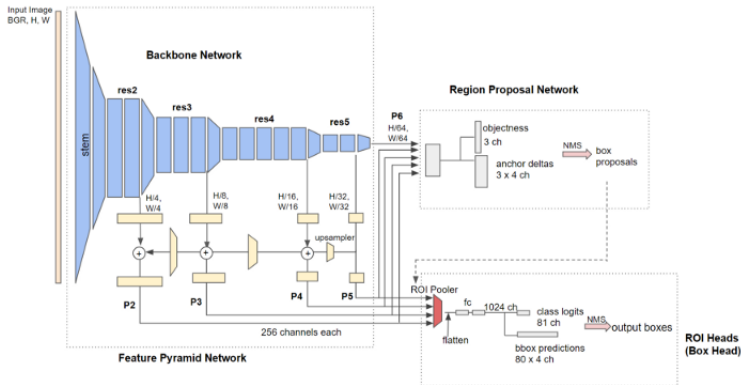 Input Image
BGR, H, W
Backbone Network
res2
res3
res4
res5
stem
P6
H/64,
W/64
Region Proposal Network
objectness
3 ch
anchor deltas
3 x 4 ch
NMS
box
proposals
H/4,
W/4
H/8,
W/8
H/16,
W/16
H/32,
W/32
upsampler
P2
P3
P4
P5
256 channels each
Feature Pyramid Network
ROI Pooler
fc
1024 ch
flatten
class logits
81 ch
bbox predictions
80 x 4 ch
NMS
output boxes
ROI Heads
(Box Head)